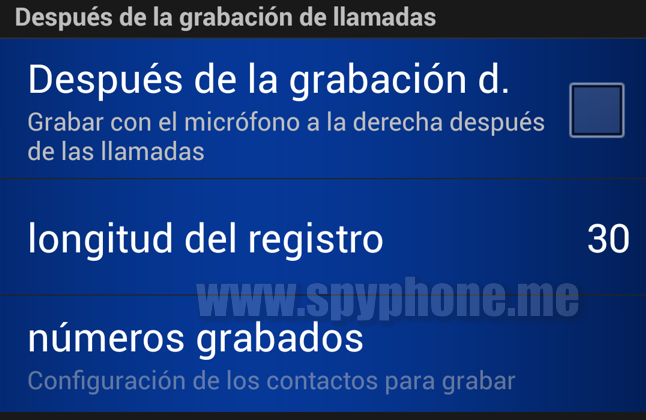 Después de la grabación de llamadas
Después de la grabación d.
Grabar con el micrófono a la derecha después
de las llamadas
longitud del registro 30
www.spyphone.me
números grabados
Configuración de los contactos para grabar